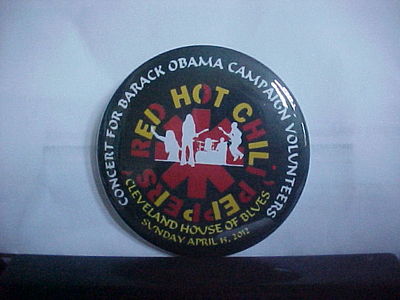 CONCERT FOR BARACK OBAMA CAMPAIGN VOLUNTEERS
RED HOT CHILI PEPPERS
CLEVELAND HOUSE OF BLUES
SUNDAY APRIL 15, 2012